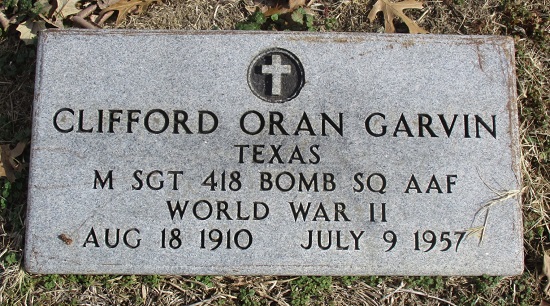 CLIFFORD ORAN GARVIN
TEXAS
M SGT 418 BOMB SQ AAF
WORLD WAR II
AUG 18 1910 JULY 9 1957